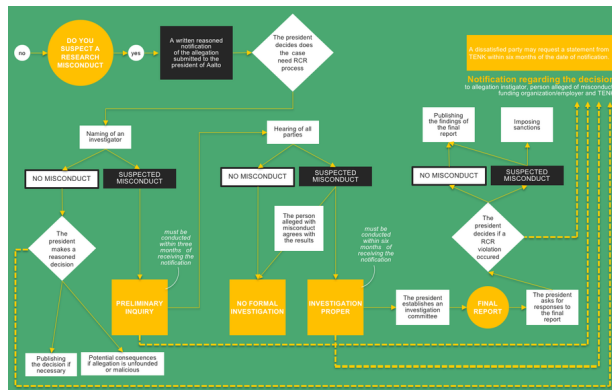 no
DO YOU
SUSPECT A
RESEARCH
MISCONDUCT
yes
A written reasoned
notification
of the allegation
submitted to the
president of Aalto
The president
decides does the
case
need RCR
process
A dissatisfied party may request a statement from
TENK within six months of the date of notification.
Notification regarding the decision
to allegation instigator, person alleged of misconduct
funding organization/employer and TENK
Naming of an
investigator
Hearing of all
parties
Publishing
the findings of
the final
report
Imposing
sanctions
NO MISCONDUCT
SUSPECTED
MISCONDUCT
NO MISCONDUCT
SUSPECTED
MISCONDUCT
NO MISCONDUCT
SUSPECTED
MISCONDUCT
The
president
makes a
reasoned
decision
must be
conducted
within three
months of
receiving the
notification
The person
alleged with
misconduct
agrees with
the results
must be
conducted
within six
months of
receiving the
notification
The
president
decides if a
RCR
violation
occured
PRELIMINARY
INQUIRY
NO FORMAL
INVESTIGATION
INVESTIGATION
PROPER
The president
establishes an
investigation
committee
FINAL
REPORT
The president
asks for
responses to
the final
report
Publishing
the decision if
necessary
Potential consequences
if allegation is unfounded
or malicious